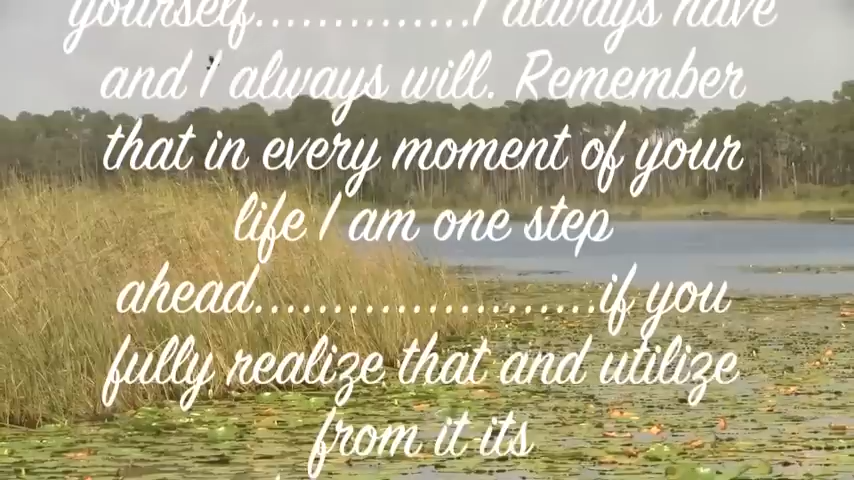 yourself...............I always have
and I always will. Remember
that in every moment of your
life I am one step
ahead......................if you
fully realize that and utilize
from it its